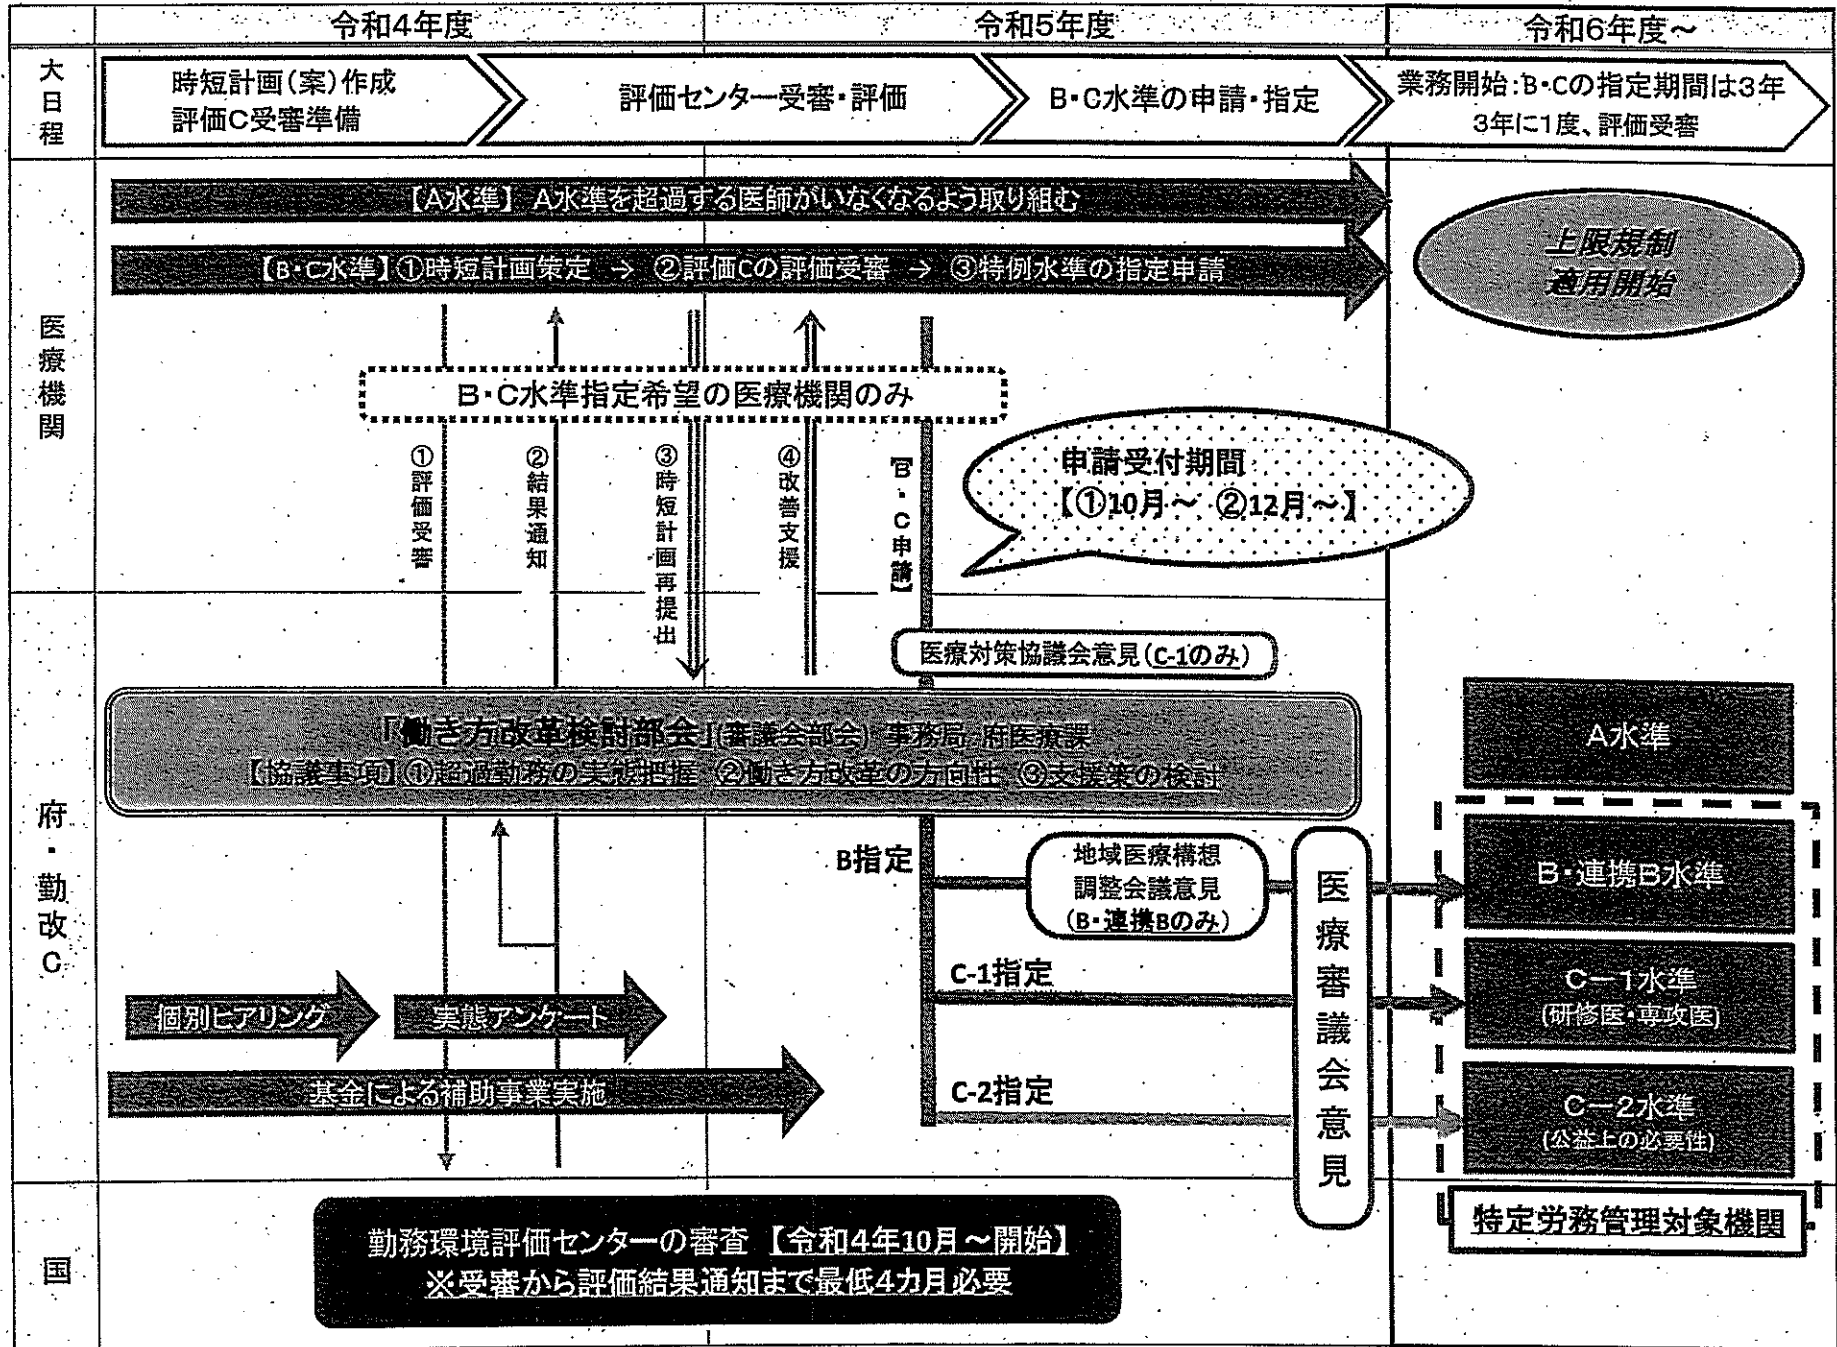 令和4年度
令和5年度
令和6年度～
大日程
時短計画(案)作成
評価C受審準備
評価センター受審・評価
B・C水準の申請・指定
業務開始:B・Cの指定期間は3年
3年に1度、評価受審
医療機関
【A水準】 A水準を超過する医師がいなくなるよう取り組む
【B・C水準】①時短計画策定 → ②評価Cの評価受審 → ③特例水準の指定申請
上限規制
適用開始
B・C水準指定希望の医療機関のみ
①評価受審
②結果通知
③時短計画再提出
④改善支援
【B・C申請】
申請受付期間
【①10月～ ②12月～】
府・勤改C
医療対策協議会意見(C-1のみ)
「働き方改革検討部会」(審議会部会) 事務局 府医療課
【協議事項】①超過勤務の実態把握 ②働き方改革の方向性 ③支援策の検討
B指定
地域医療構想
調整会議意見
(B・連携Bのみ)
C-1指定
C-2指定
医療審議会意見
個別ヒアリング
実態アンケート
基金による補助事業実施
A水準
B・連携B水準
C－1水準
(研修医・専攻医)
C－2水準
(公益上の必要性)
特定労務管理対象機関
国
勤務環境評価センターの審査 【令和4年10月～開始】
※受審から評価結果通知まで最低4カ月必要